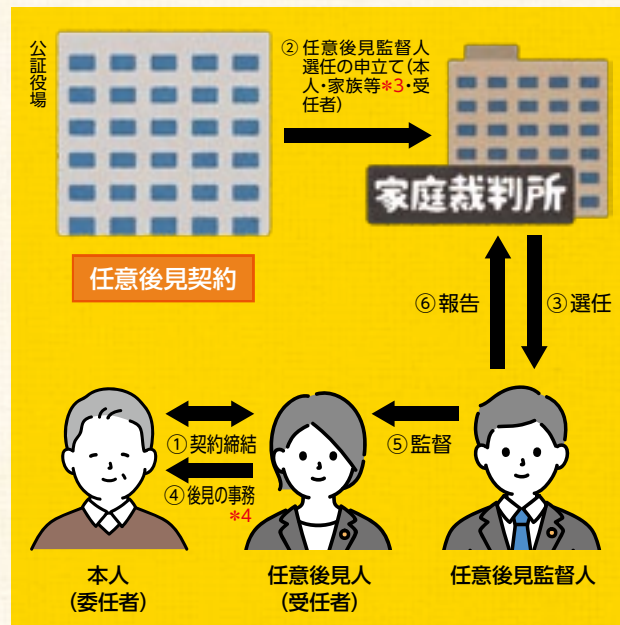 公証役場
② 任意後見監督人
選任の申立て(本
人・家族等*3・受
任者)
家庭裁判所
任意後見契約
⑥ 報告
③ 選任
① 契約締結
⑤ 監督
④ 後見の事務
*4
本人
(委任者)
任意後見人
(受任者)
任意後見監督人